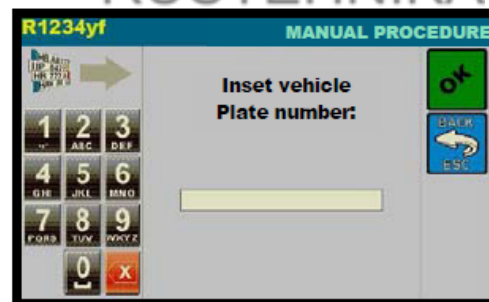 R1234yf
MANUAL PROCEDURE
Inset vehicle
Plate number:
OK
BACK
ESC
1
2 ABC
3 DEF
4 GHI
5 JKL
6 MNO
7 PQRS
8 TUV
9 WXYZ
0
X